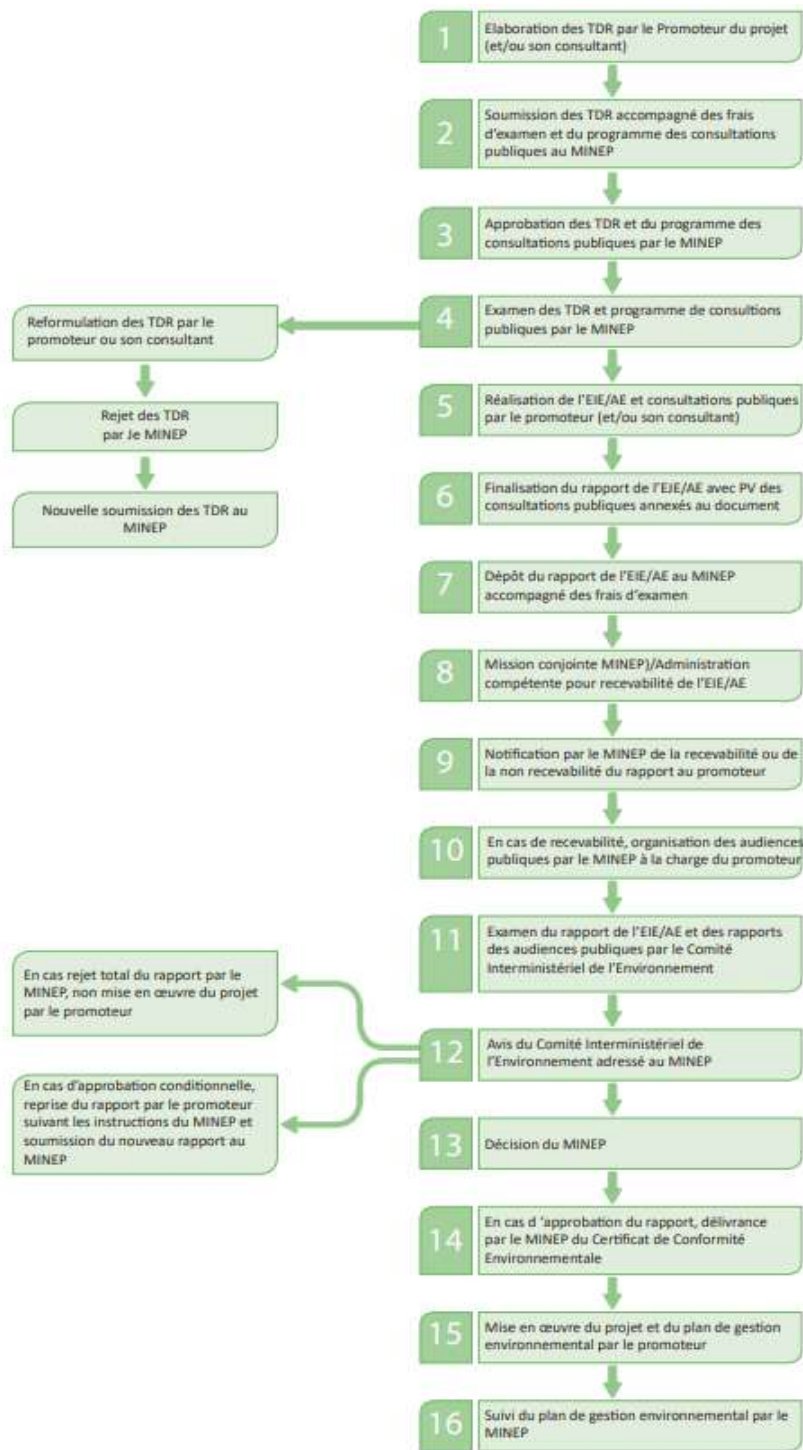 1
Elaboration des TDR par le Promoteur du projet
(et/ou son consultant)
2
Soumission des TDR accompagné des frais
d'examen et du programme des consultations
publiques au MINEP
3
Approbation des TDR et du programme des
consultations publiques par le MINEP
4
Examen des TDR et programme de consultions
publiques par le MINEP
Reformulation des TDR par le
promoteur ou son consultant
Rejet des TDR
par Je MINEP
Nouvelle soumission des TDR au
MINEP
5
Réalisation de l'EIE/AE et consultations publiques
par le promoteur (et/ou son consultant)
6
Finalisation du rapport de l'EJE/AE avec PV des
consultations publiques annexés au document
7
Dépôt du rapport de l'EIE/AE au MINEP
accompagné des frais d'examen
8
Mission conjointe MINEP)/Administration
compétente pour recevabilité de l'EIE/AE
9
Notification par le MINEP de la recevabilité ou de
la non recevabilité du rapport au promoteur
10
En cas de recevabilité, organisation des audiences
publiques par le MINEP à la charge du promoteur
11
Examen du rapport de l'EIE/AE et des rapports
des audiences publiques par le Comité
Interministériel de l'Environnement
12
Avis du Comité Interministériel de
l'Environnement adressé au MINEP
En cas rejet total du rapport par le
MINEP, non mise en œuvre du projet
par le promoteur
En cas d'approbation conditionnelle,
reprise du rapport par le promoteur
suivant les instructions du MINEP et
soumission du nouveau rapport au
MINEP
13
Décision du MINEP
14
En cas d 'approbation du rapport, délivrance
par le MINEP du Certificat de Conformité
Environnementale
15
Mise en œuvre du projet et du plan de gestion
environnemental par le promoteur
16
Suivi du plan de gestion environnemental par le
MINEP